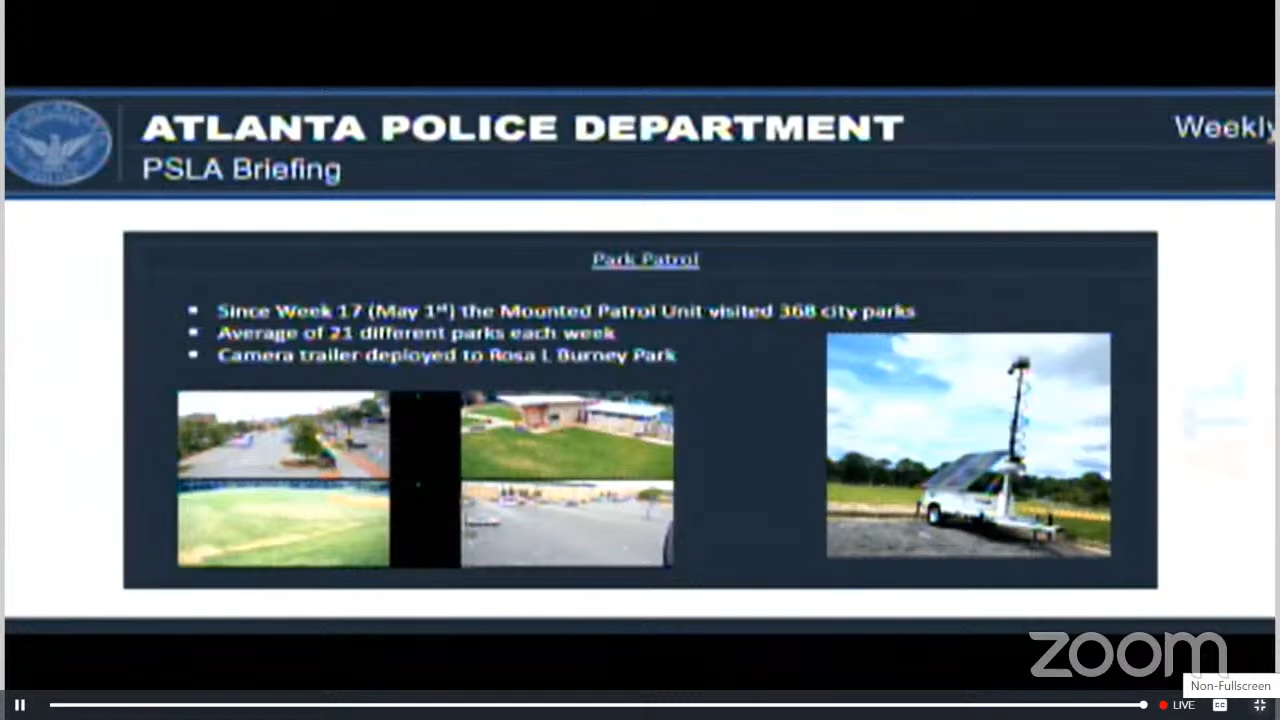 ATLANTA POLICE DEPARTMENT
Weekly
PSLA Briefing
Park Patrol
▪ Since Week 17 (May 1st) the Mounted Patrol Unit visited 368 city parks
▪ Average of 21 different parks each week
▪ Camera trailer deployed to Rosa L Burney Park
zoom
Non-Fullscreen
LIVE
CC